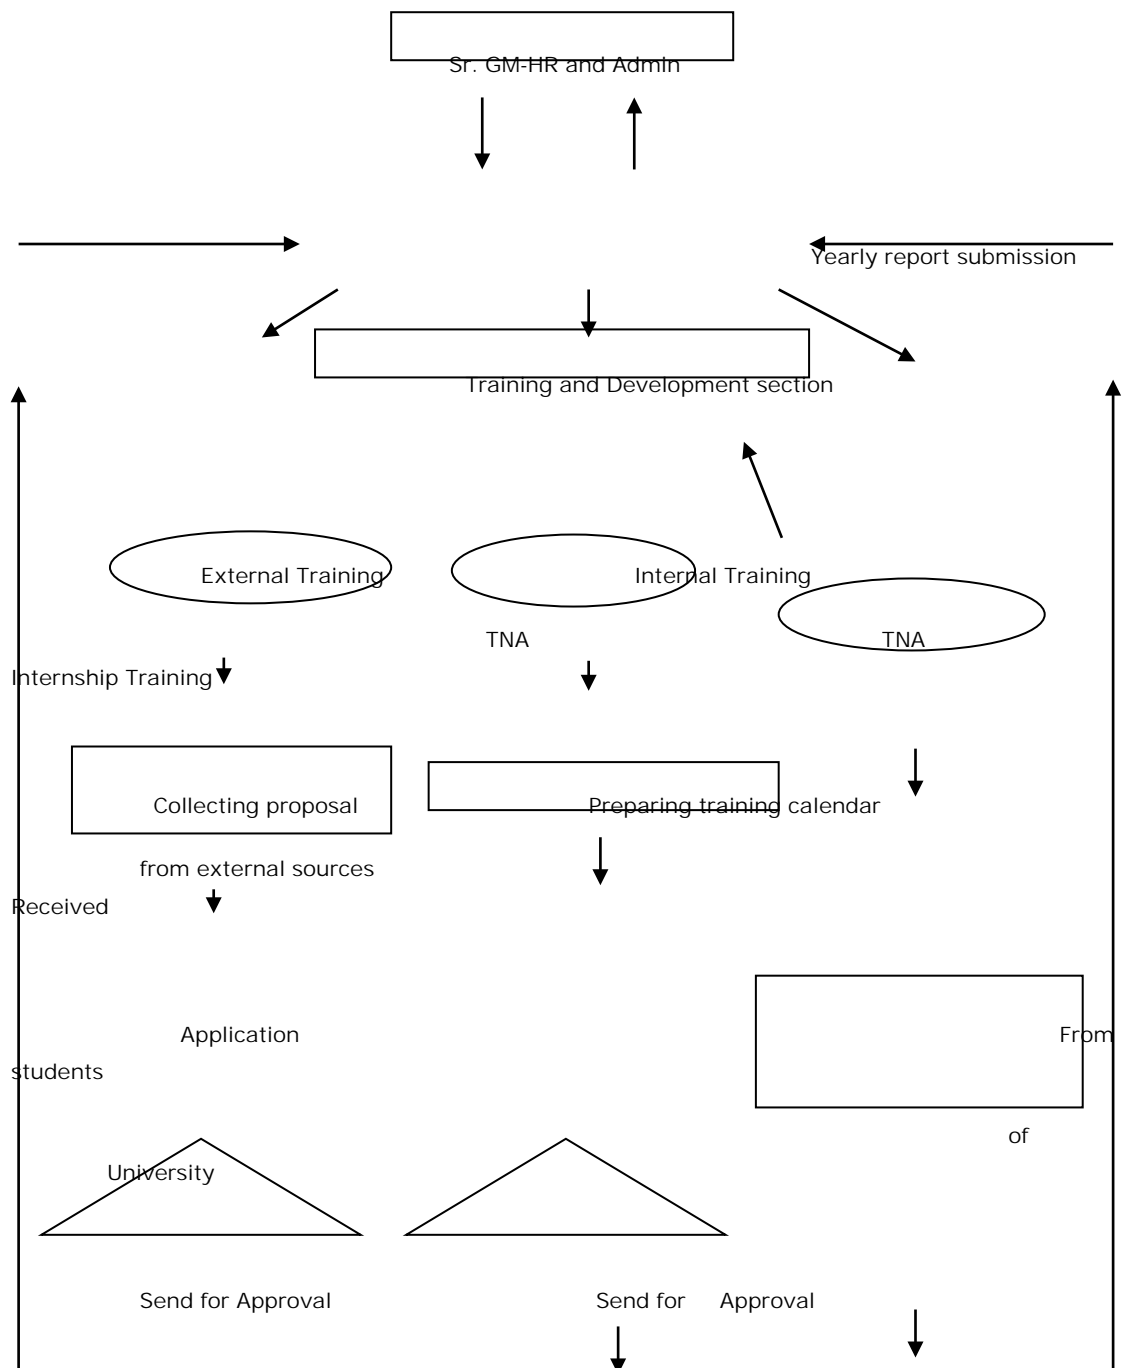 Sr. GM-HR and Admin
Yearly report submission
Training and Development section
External Training Internal Training
TNA TNA
Internship Training
Collecting proposal Preparing training calendar
from external sources
Received
Application From
students
of
University
Send for Approval Send for Approval